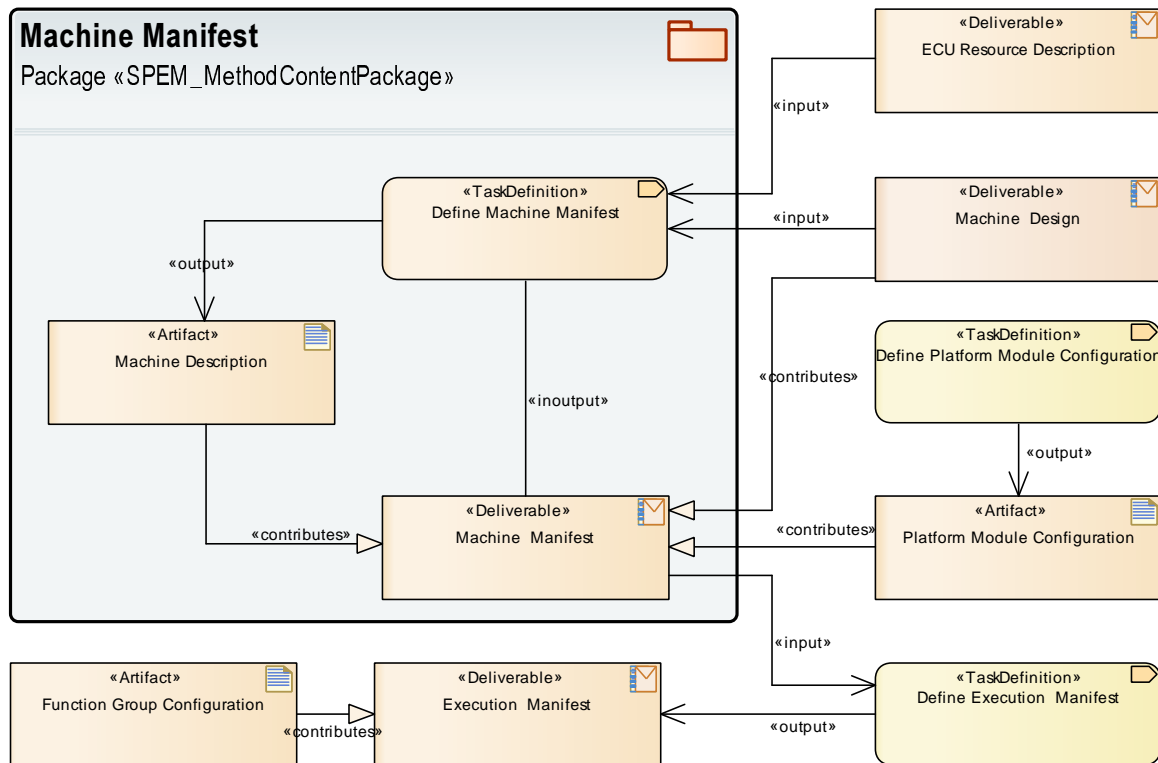 Machine Manifest
Package «SPEM_MethodContentPackage»
«Deliverable»
ECU Resource Description
«input»
«TaskDefinition»
Define Machine Manifest
«Deliverable»
Machine Design
«input»
«output»
«Artifact»
Machine Description
«TaskDefinition»
Define Platform Module Configuration
«contributes»
«inoutput»
«output»
«Deliverable»
Machine Manifest
«Artifact»
Platform Module Configuration
«contributes»
«contributes»
«input»
«Artifact»
Function Group Configuration
«Deliverable»
Execution Manifest
«TaskDefinition»
Define Execution Manifest
«contributes»
«output»